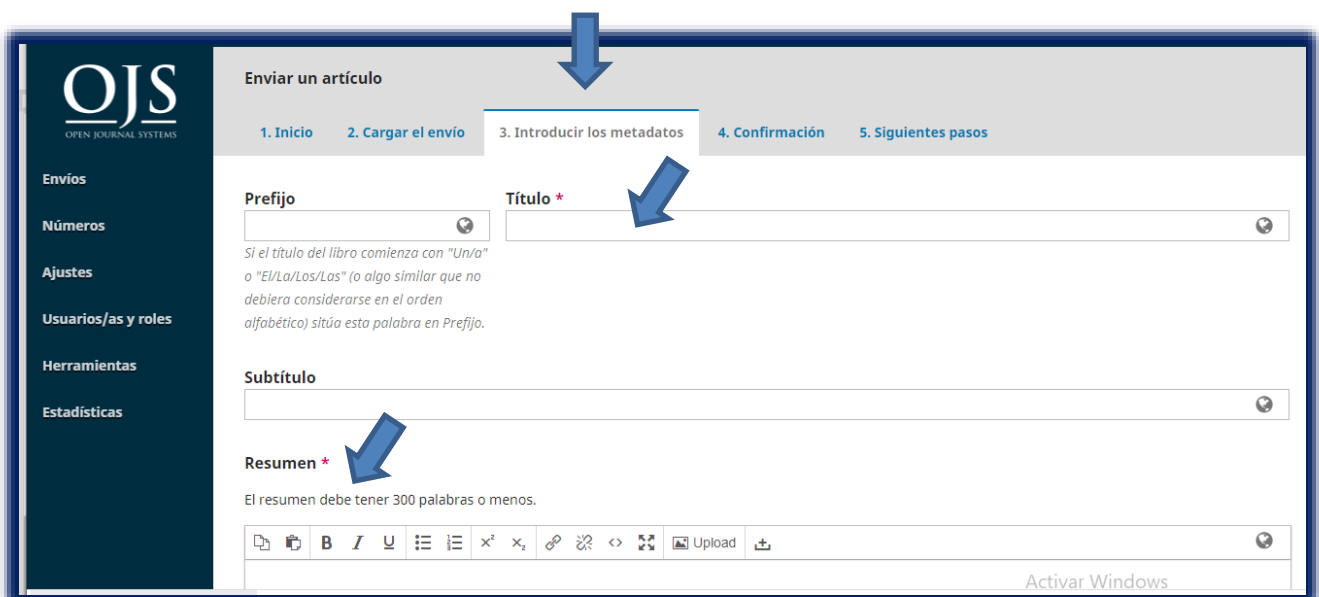 OJS
OPEN JOURNAL SYSTEMS
Envíos
Números
Ajustes
Usuarios/as y roles
Herramientas
Estadísticas
Enviar un artículo
1. Inicio 2. Cargar el envío 3. Introducir los metadatos 4. Confirmación 5. Siguientes pasos
Prefijo Título *
Si el título del libro comienza con "Un/a"
o "El/La/Los/Las" (o algo similar que no
debiera considerarse en el orden
alfabético) sitúa esta palabra en Prefijo.
Subtítulo
Resumen *
El resumen debe tener 300 palabras o menos.
B I U x² x₂ Upload
Activar Windows